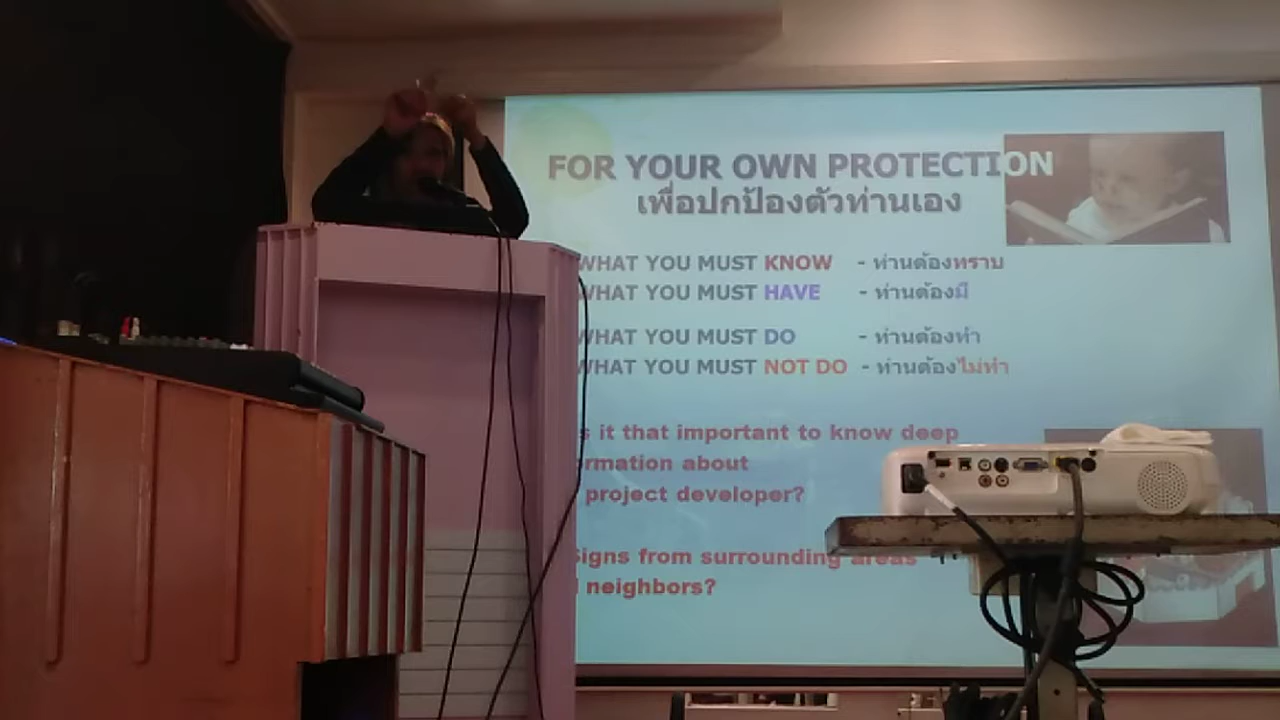 FOR YOUR OWN PROTECTION
เพื่อปกป้องตัวท่านเอง
WHAT YOU MUST KNOW - ท่านต้องทราบ
WHAT YOU MUST HAVE - ท่านต้องมี
WHAT YOU MUST DO - ท่านต้องทำ
WHAT YOU MUST NOT DO - ท่านต้องไม่ทำ
it that important to know deep
about
project developer?
Signs from surrounding areas
neighbors?